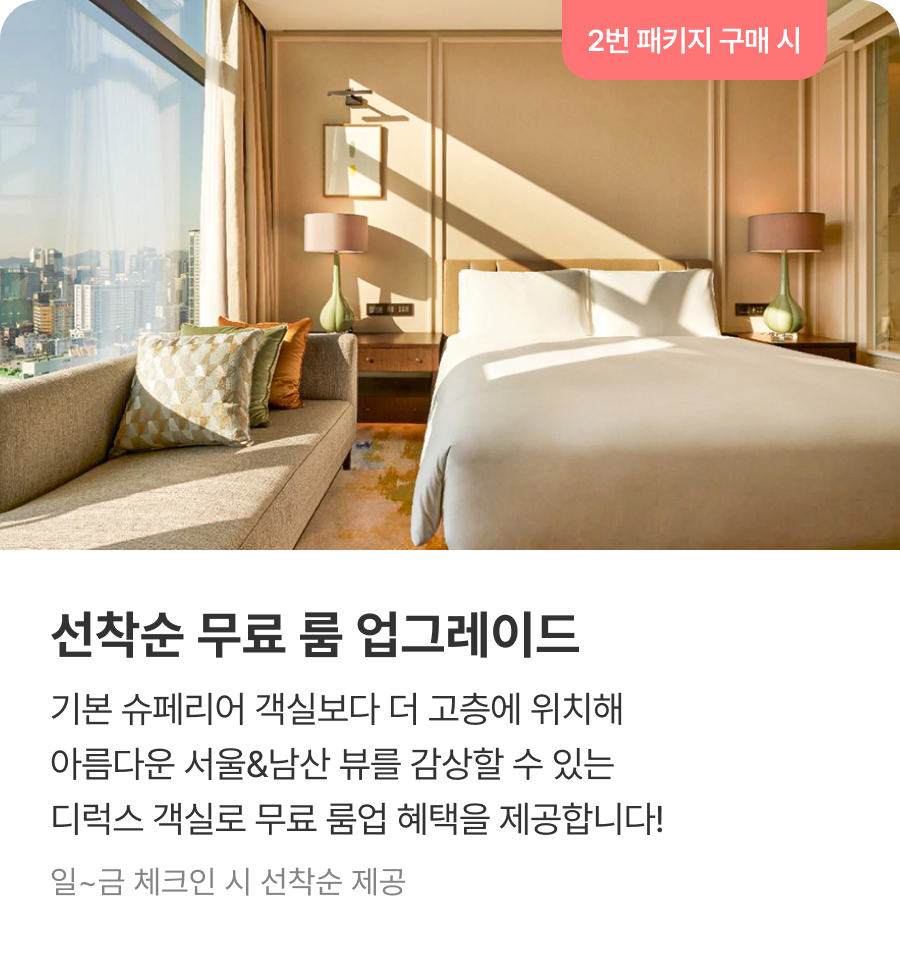 2번 패키지 구매 시
선착순 무료 룸 업그레이드
기본 슈페리어 객실보다 더 고층에 위치해
아름다운 서울&남산 뷰를 감상할 수 있는
디럭스 객실로 무료 룸업 혜택을 제공합니다!
일~금 체크인 시 선착순 제공